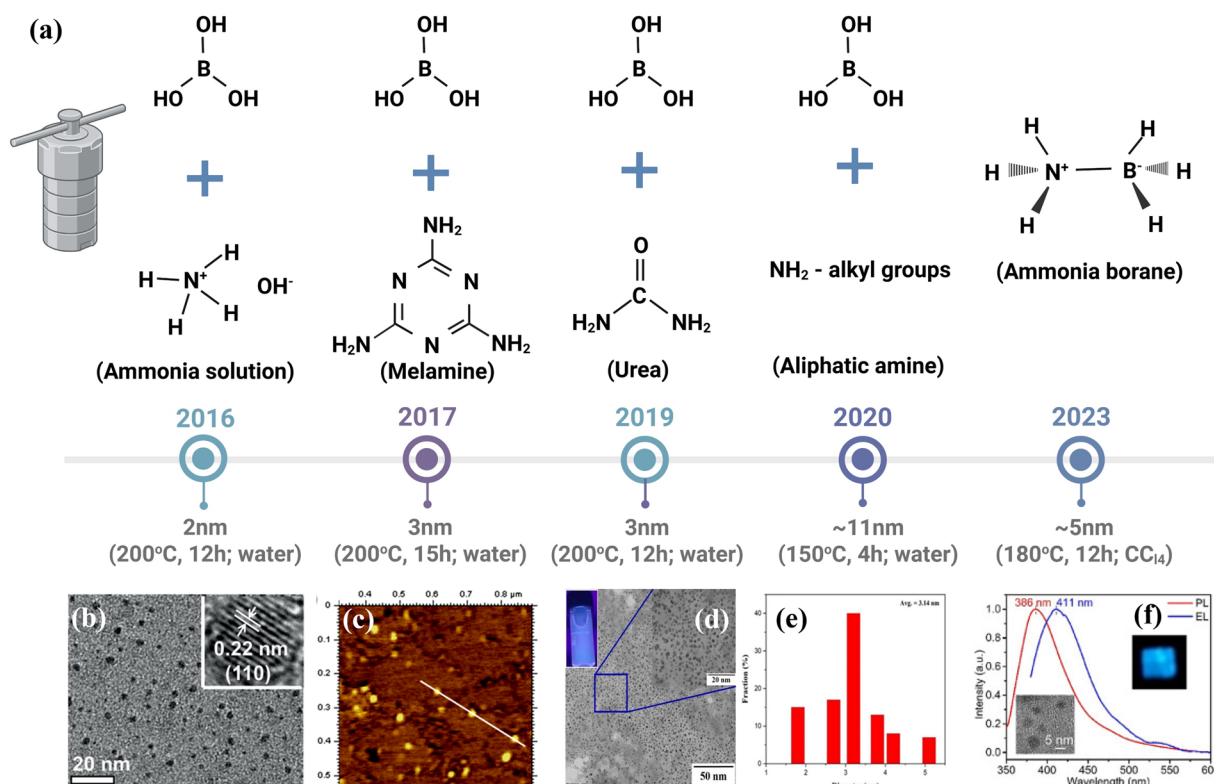 (a)
OH
B
HO OH
OH
B
HO OH
OH
B
HO OH
OH
B
HO OH
+ + + +
H
H N⁺ H
H
OH⁻
(Ammonia solution)
NH₂
N N
H₂N N NH₂
(Melamine)
O
C
H₂N NH₂
(Urea)
NH₂ - alkyl groups
(Aliphatic amine)
H H
H N⁺ B⁻ H
H H
(Ammonia borane)
2016 2017 2019 2020 2023
2nm
(200°C, 12h; water)
3nm
(200°C, 15h; water)
3nm
(200°C, 12h; water)
~11nm
(150°C, 4h; water)
~5nm
(180°C, 12h; CCl4)
(b)
0.22 nm
(110)
20 nm
(c)
0.4 0.6 0.8 µm
0
0.1
0.2
0.3
0.4
0.5
(d)
20 nm
50 nm
(e)
Avg. = 3.14 nm
Fraction (%)
40
30
20
10
0
1 2 3 4 5
(f)
386 nm 411 nm
PL
EL
Intensity (a.u.)
1.0
0.8
0.6
0.4
0.2
0.0
5 nm
350 400 450 500 550 60
Wavelength (nm)